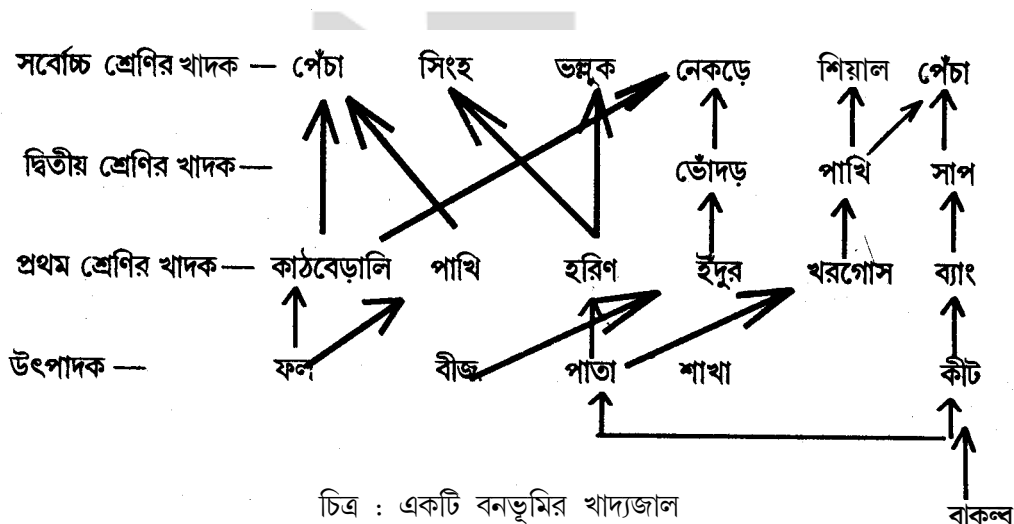 সর্বোচ্চ শ্রেণির খাদক — পেঁচা সিংহ ভল্লুক নেকড়ে শিয়াল পেঁচা
দ্বিতীয় শ্রেণির খাদক — ভোঁদড় পাখি সাপ
প্রথম শ্রেণির খাদক — কাঠবেড়ালি পাখি হরিণ ইঁদুর খরগোস ব্যাং
উৎপাদক — ফল বীজ পাতা শাখা কীট
বাকল্ব
চিত্র : একটি বনভূমির খাদ্যজাল